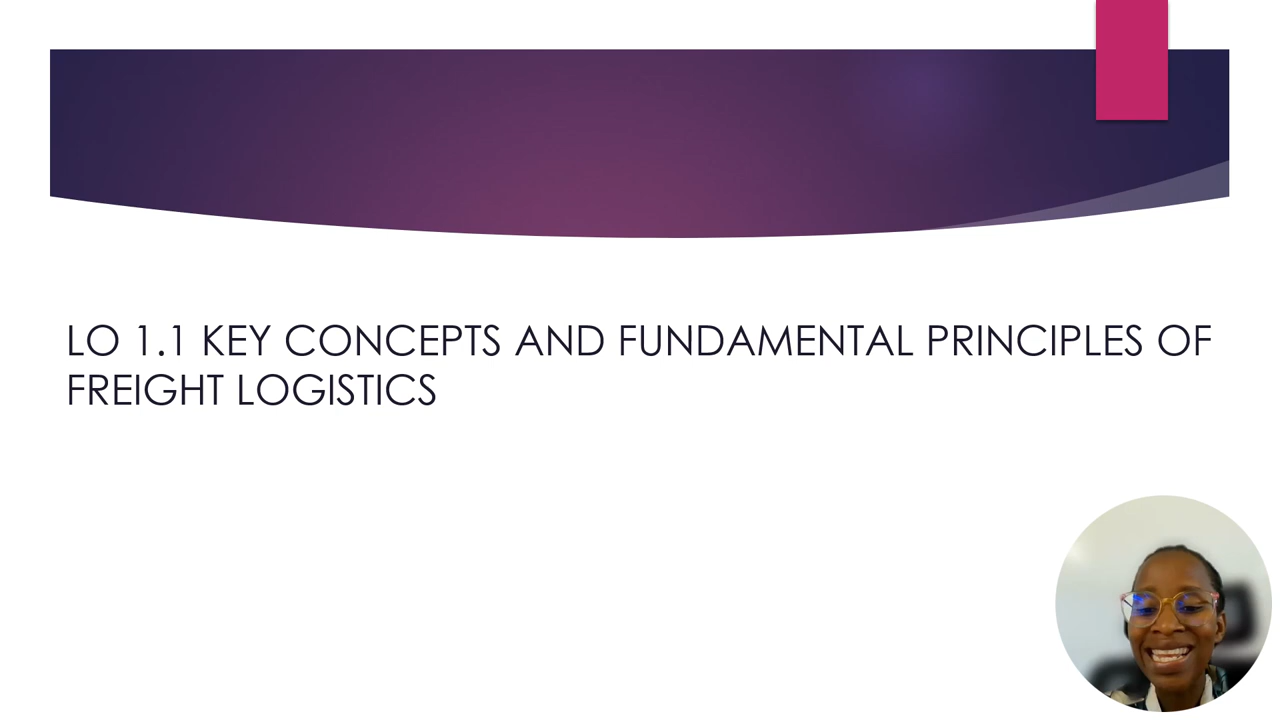 LO 1.1 KEY CONCEPTS AND FUNDAMENTAL PRINCIPLES OF
FREIGHT LOGISTICS